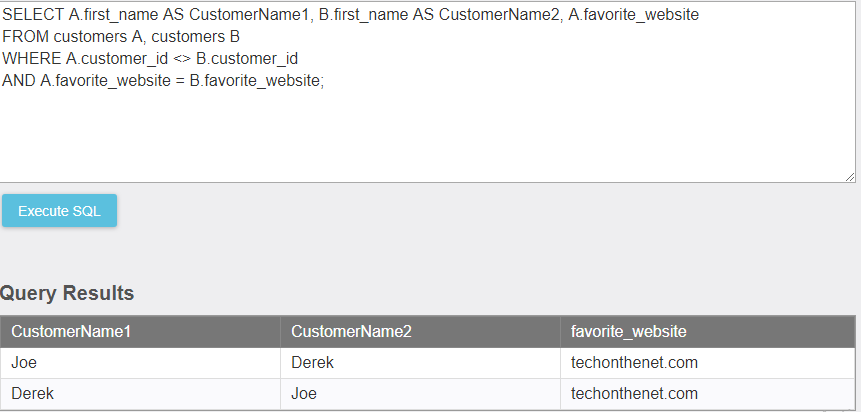 SELECT A.first_name AS CustomerName1, B.first_name AS CustomerName2, A.favorite_website
FROM customers A, customers B
WHERE A.customer_id <> B.customer_id
AND A.favorite_website = B.favorite_website;
Execute SQL
Query Results
CustomerName1 CustomerName2 favorite_website
Joe Derek techonthenet.com
Derek Joe techonthenet.com